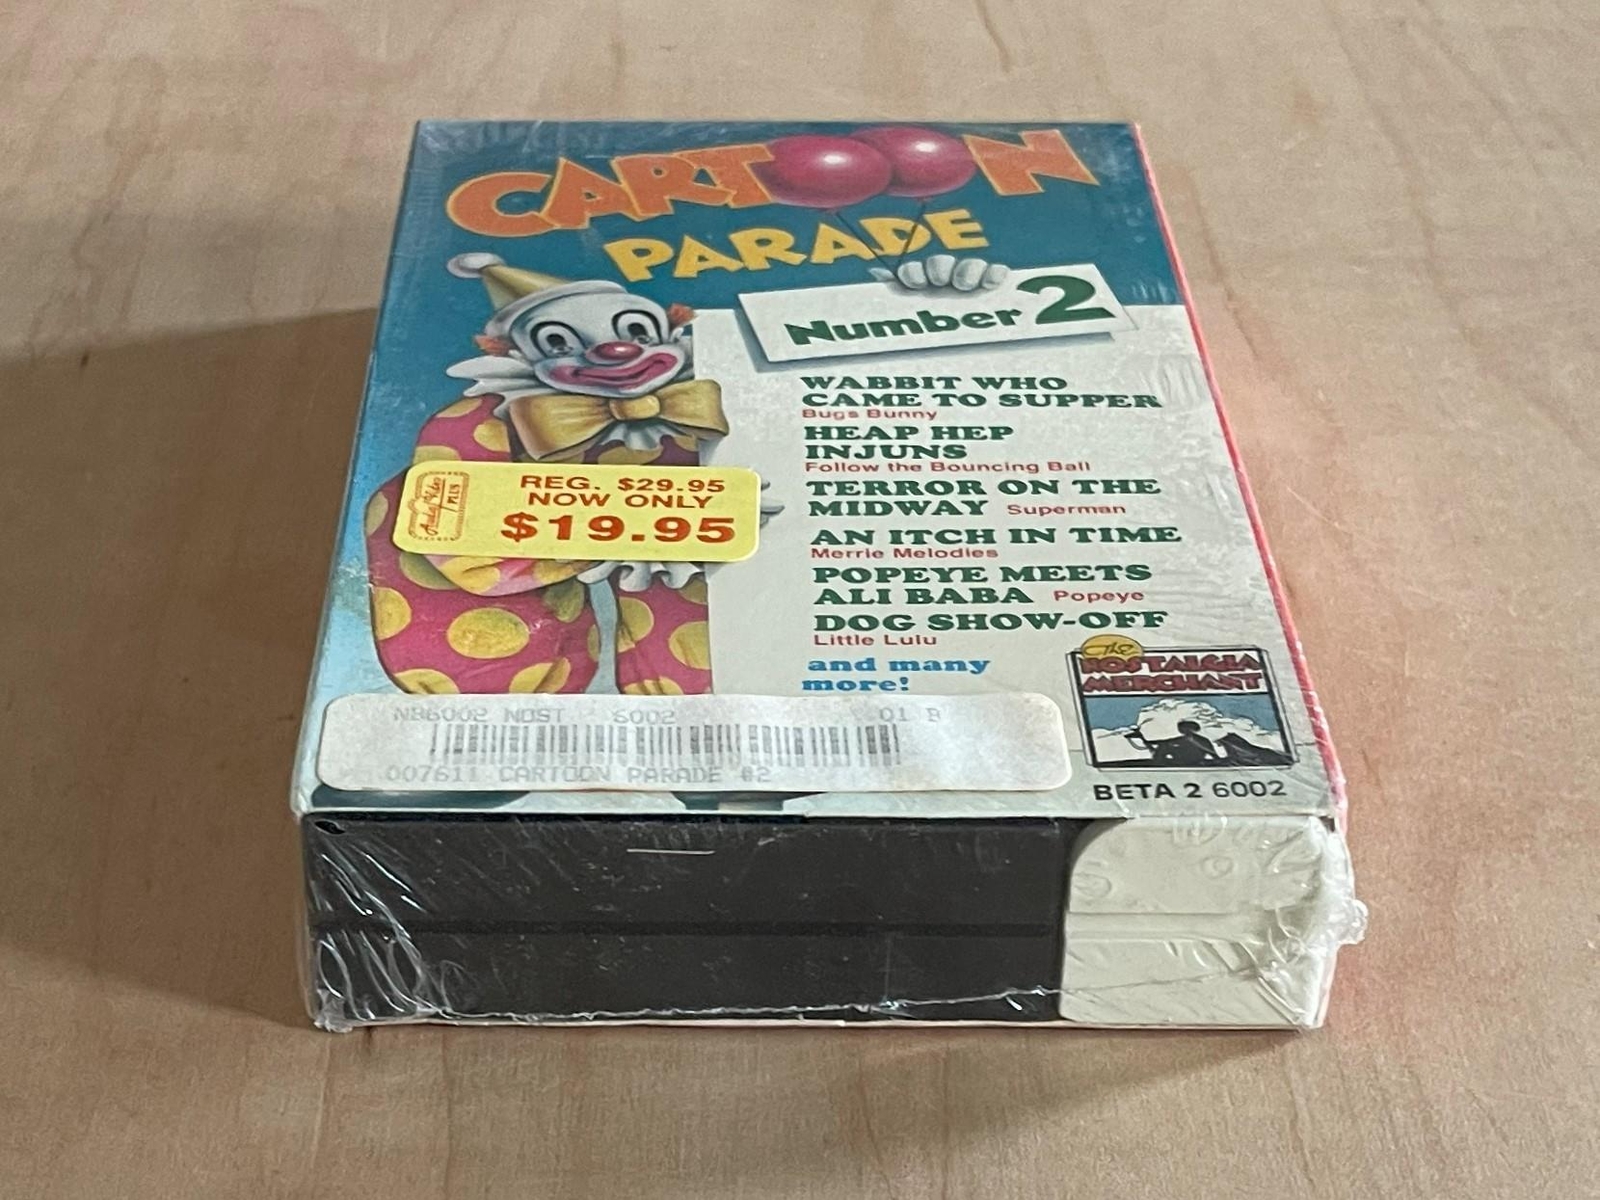 CARTOON
PARADE
Number 2
WABBIT WHO
CAME TO SUPPER
Bugs Bunny
HEAP HEP
INJUNS
Follow the Bouncing Ball
TERROR ON THE
MIDWAY Superman
AN ITCH IN TIME
Merrie Melodies
POPEYE MEETS
ALI BABA Popeye
DOG SHOW-OFF
Little Lulu
and many
more!
Audio/Video
PLUS
REG. $29.95
NOW ONLY
$19.95
The
NOSTALGIA
MERCHANT
NB6002 NOST 6002 01 B
007611 CARTOON PARADE #2
BETA 2 6002